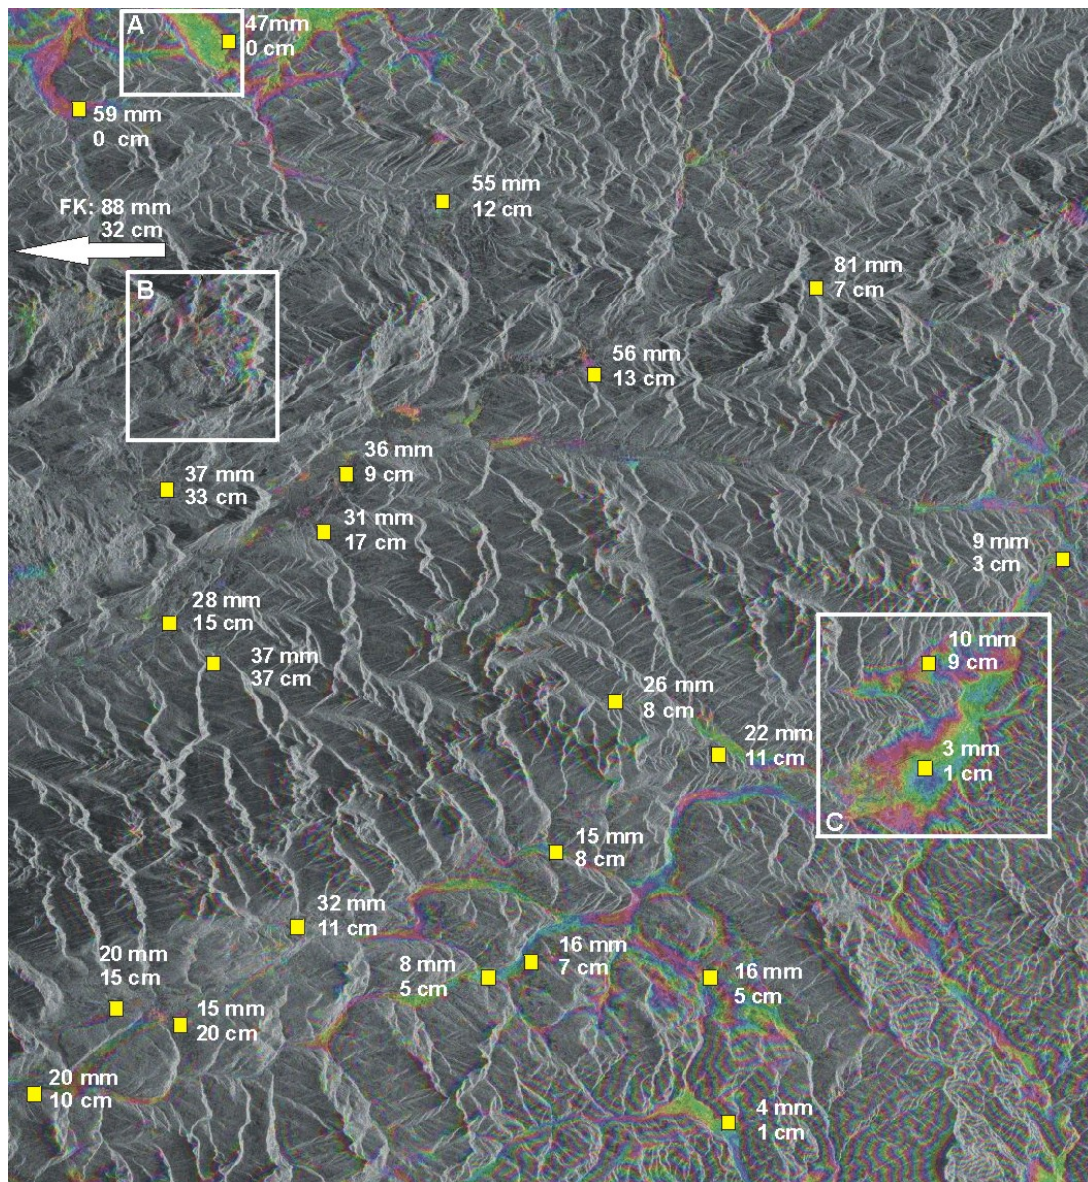 A
47mm
0 cm
59 mm
0 cm
55 mm
12 cm
FK: 88 mm
32 cm
B
81 mm
7 cm
56 mm
13 cm
36 mm
9 cm
37 mm
33 cm
31 mm
17 cm
9 mm
3 cm
28 mm
15 cm
10 mm
9 cm
37 mm
37 cm
26 mm
8 cm
22 mm
11 cm
3 mm
1 cm
C
15 mm
8 cm
32 mm
11 cm
20 mm
15 cm
16 mm
7 cm
8 mm
5 cm
16 mm
5 cm
15 mm
20 cm
20 mm
10 cm
4 mm
1 cm